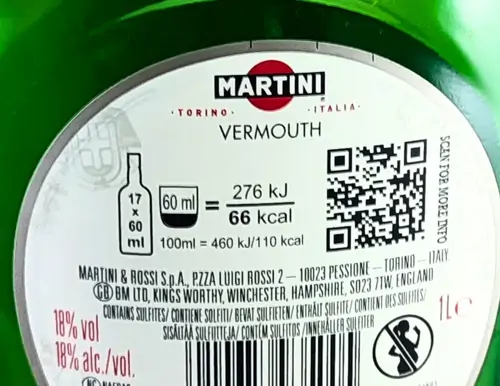 MARTINI
· TORINO · · ITALIA ·
VERMOUTH
17
x
60
ml
60 ml = 276 kJ
66 kcal
100ml = 460 kJ/110 kcal
SCAN FOR MORE INFO
MARTINI & ROSSI S.p.A., P.ZZA LUIGI ROSSI 2 – 10023 PESSIONE – TORINO – ITALY.
GB BM LTD, KINGS WORTHY, WINCHESTER, HAMPSHIRE, SO23 7TW, ENGLAND
CONTAINS SULFITES/ CONTIENE SULFITI/ BEVAT SULFIETEN/ ENTHÄLT SULFITE/ CONTIENT DES SULFITES/
SISÄLTÄÄ SULFIITTEJA/ CONTÉM SULFITOS /INNEHÅLLER SULFITER
18% vol
18% alc./vol.
1L e